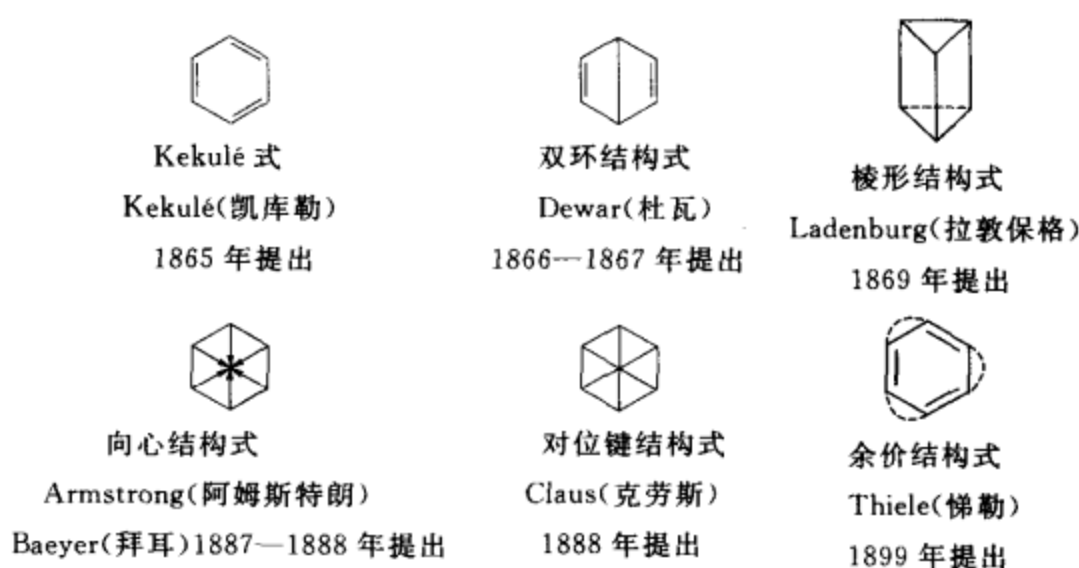 Kekulé 式
Kekulé(凯库勒)
1865 年提出
双环结构式
Dewar(杜瓦)
1866—1867 年提出
棱形结构式
Ladenburg(拉敦保格)
1869 年提出
向心结构式
Armstrong(阿姆斯特朗)
Baeyer(拜耳)1887—1888 年提出
对位键结构式
Claus(克劳斯)
1888 年提出
余价结构式
Thiele(悌勒)
1899 年提出